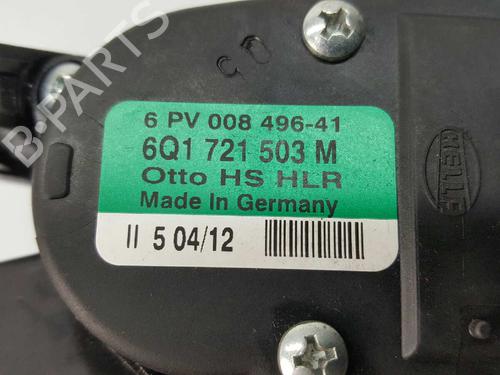 B-PARTS
6 PV 008 496-41
6Q1 721 503 M
Otto HS HLR
Made In Germany
II 5 04/12
HELLA